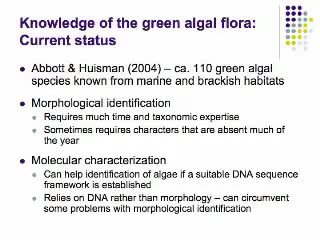 Knowledge of the green algal flora:
Current status
Abbott & Huisman (2004) – ca. 110 green algal
species known from marine and brackish habitats
Morphological identification
Requires much time and taxonomic expertise
Sometimes requires characters that are absent much of
the year
Molecular characterization
Can help identification of algae if a suitable DNA sequence
framework is established
Relies on DNA rather than morphology – can circumvent
some problems with morphological identification